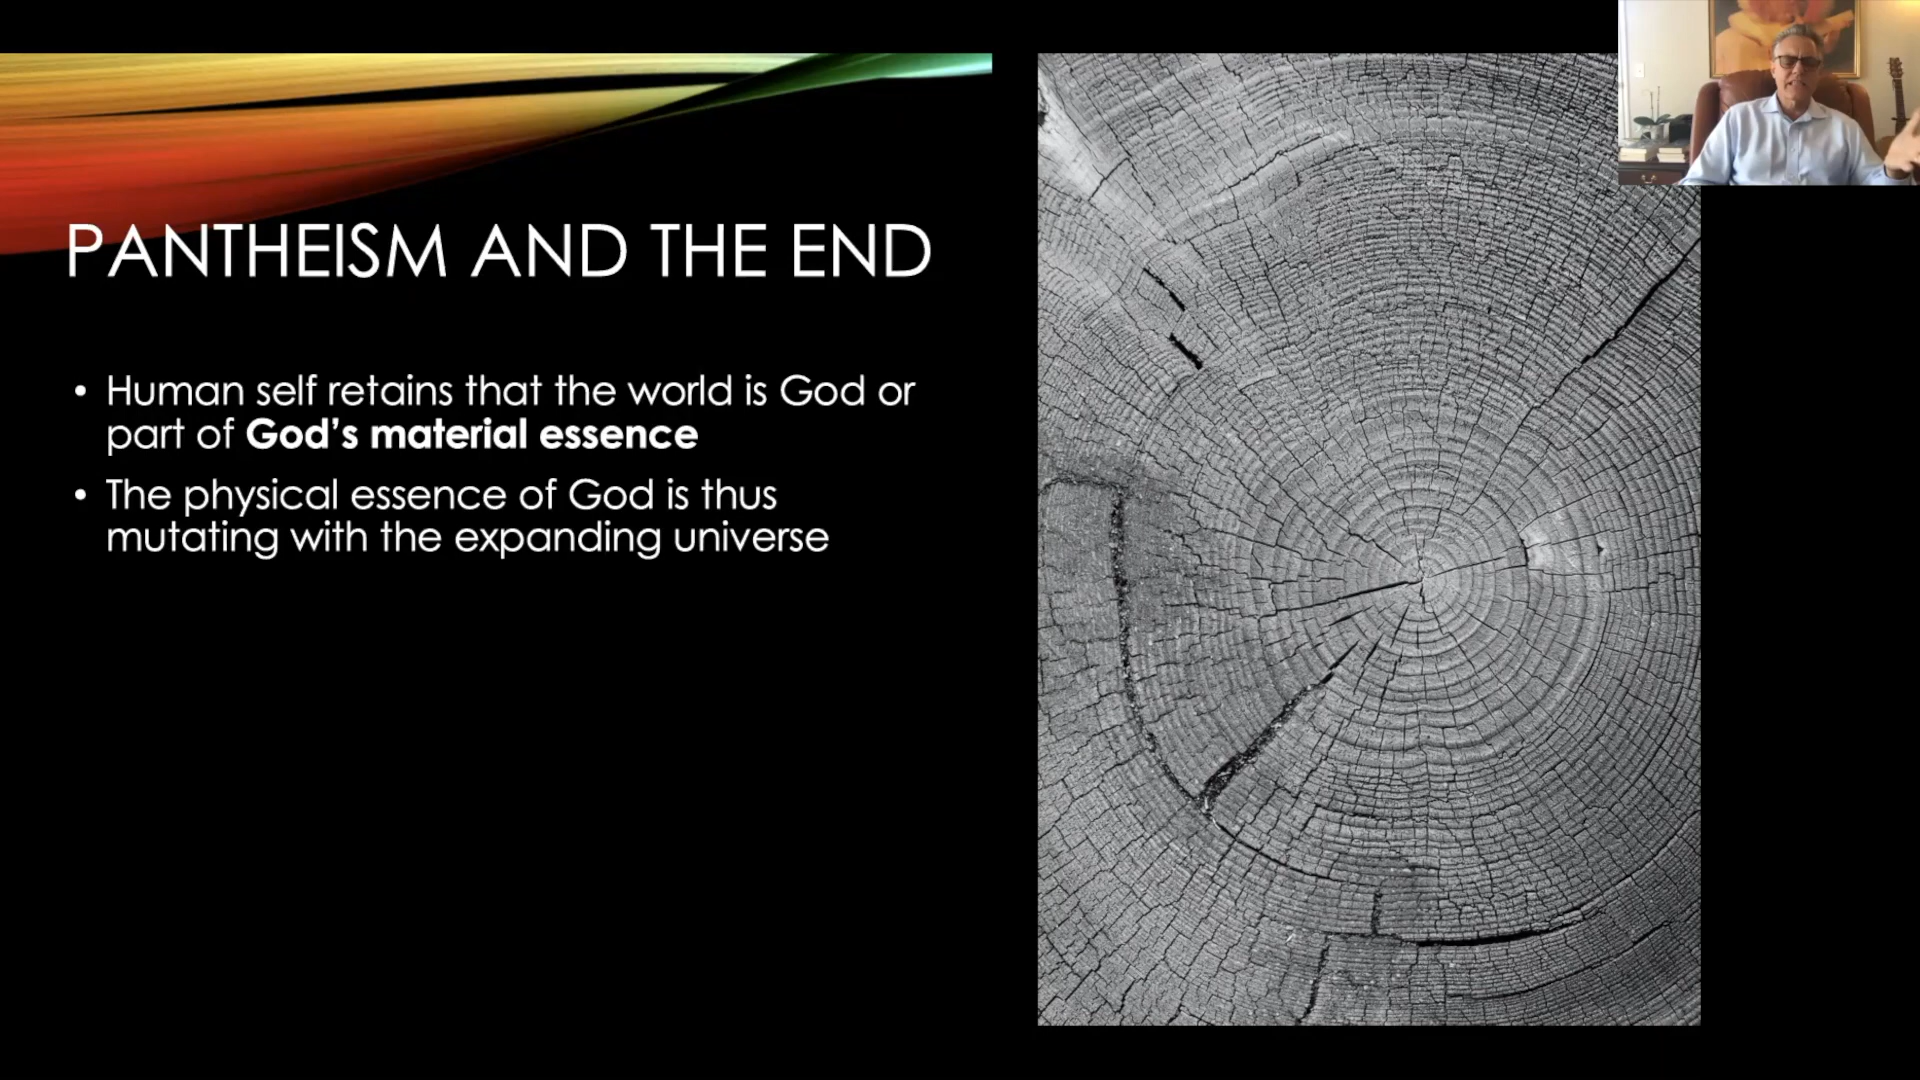 PANTHEISM AND THE END
• Human self retains that the world is God or
part of God's material essence
• The physical essence of God is thus
mutating with the expanding universe